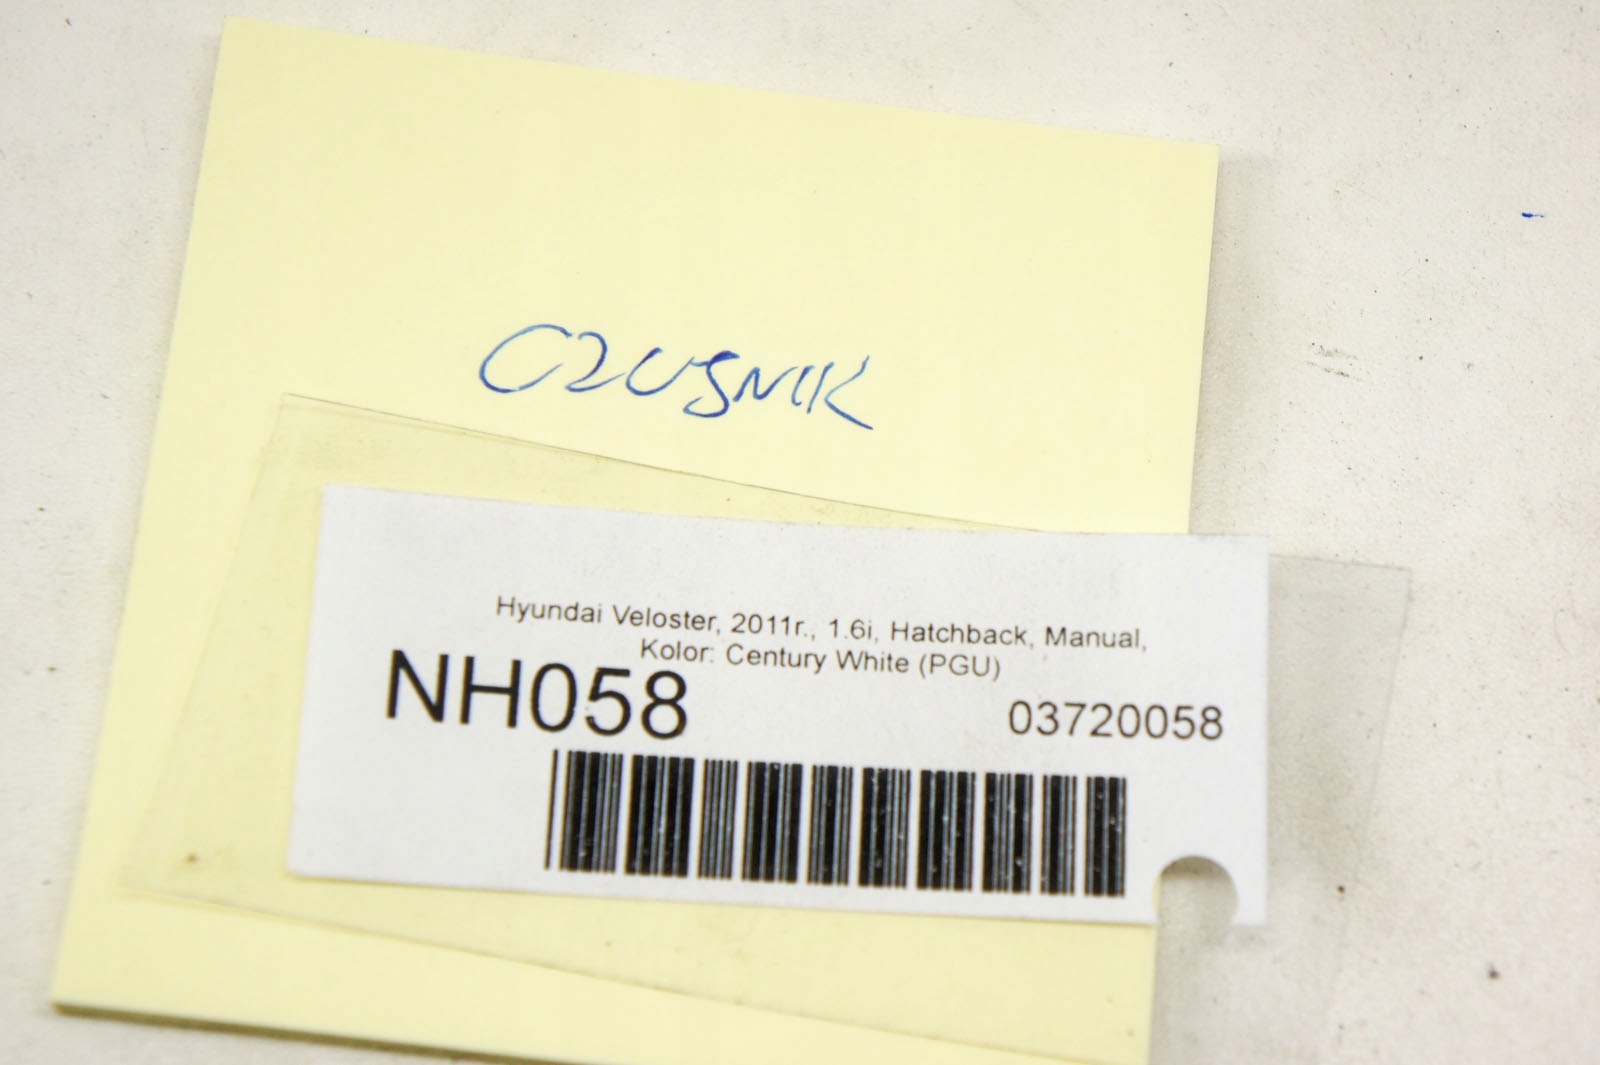 CZUJNIK
Hyundai Veloster, 2011r., 1.6i, Hatchback, Manual,
Kolor: Century White (PGU)
NH058
03720058